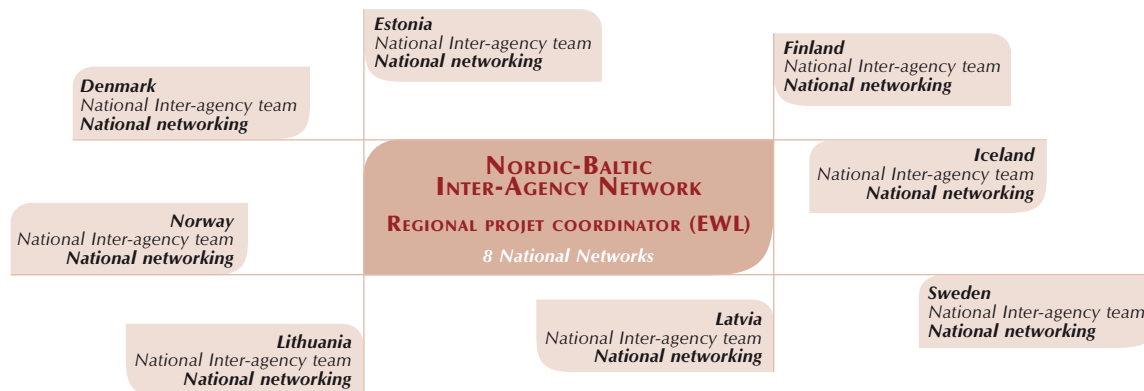 Estonia
National Inter-agency team
National networking
Finland
National Inter-agency team
National networking
Denmark
National Inter-agency team
National networking
Nordic-Baltic
Inter-Agency Network
Regional projet coordinator (EWL)
8 National Networks
Iceland
National Inter-agency team
National networking
Norway
National Inter-agency team
National networking
Sweden
National Inter-agency team
National networking
Latvia
National Inter-agency team
National networking
Lithuania
National Inter-agency team
National networking